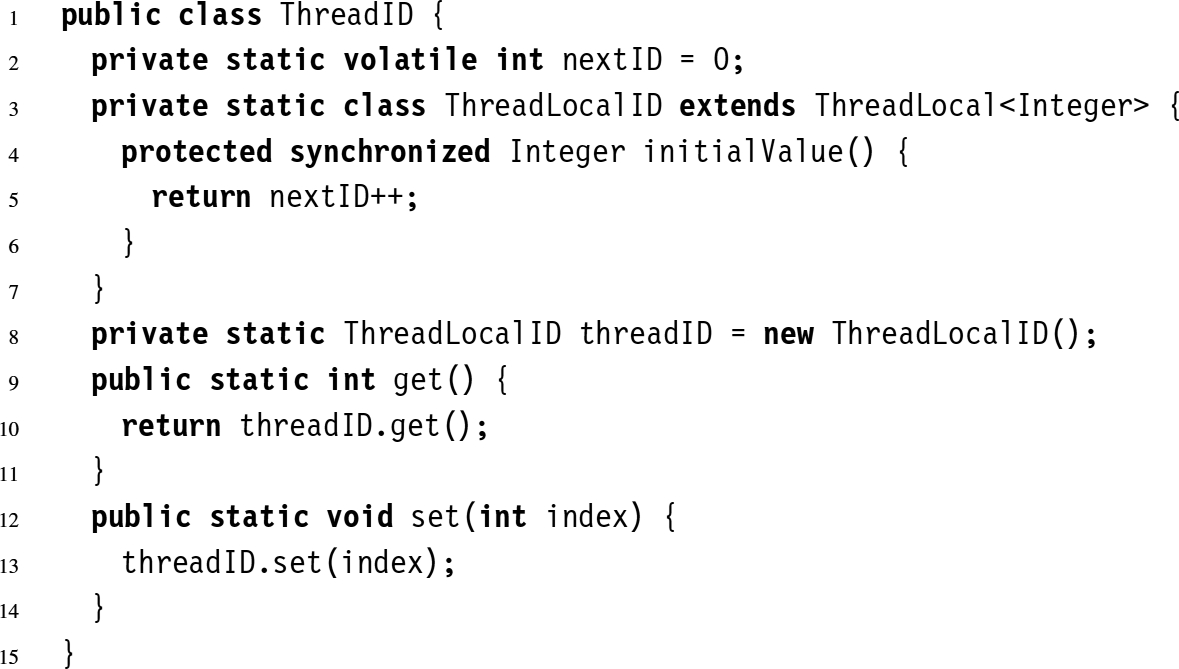 1 public class ThreadID {
2 private static volatile int nextID = 0;
3 private static class ThreadLocalID extends ThreadLocal<Integer> {
4 protected synchronized Integer initialValue() {
5 return nextID++;
6 }
7 }
8 private static ThreadLocalID threadID = new ThreadLocalID();
9 public static int get() {
10 return threadID.get();
11 }
12 public static void set(int index) {
13 threadID.set(index);
14 }
15 }